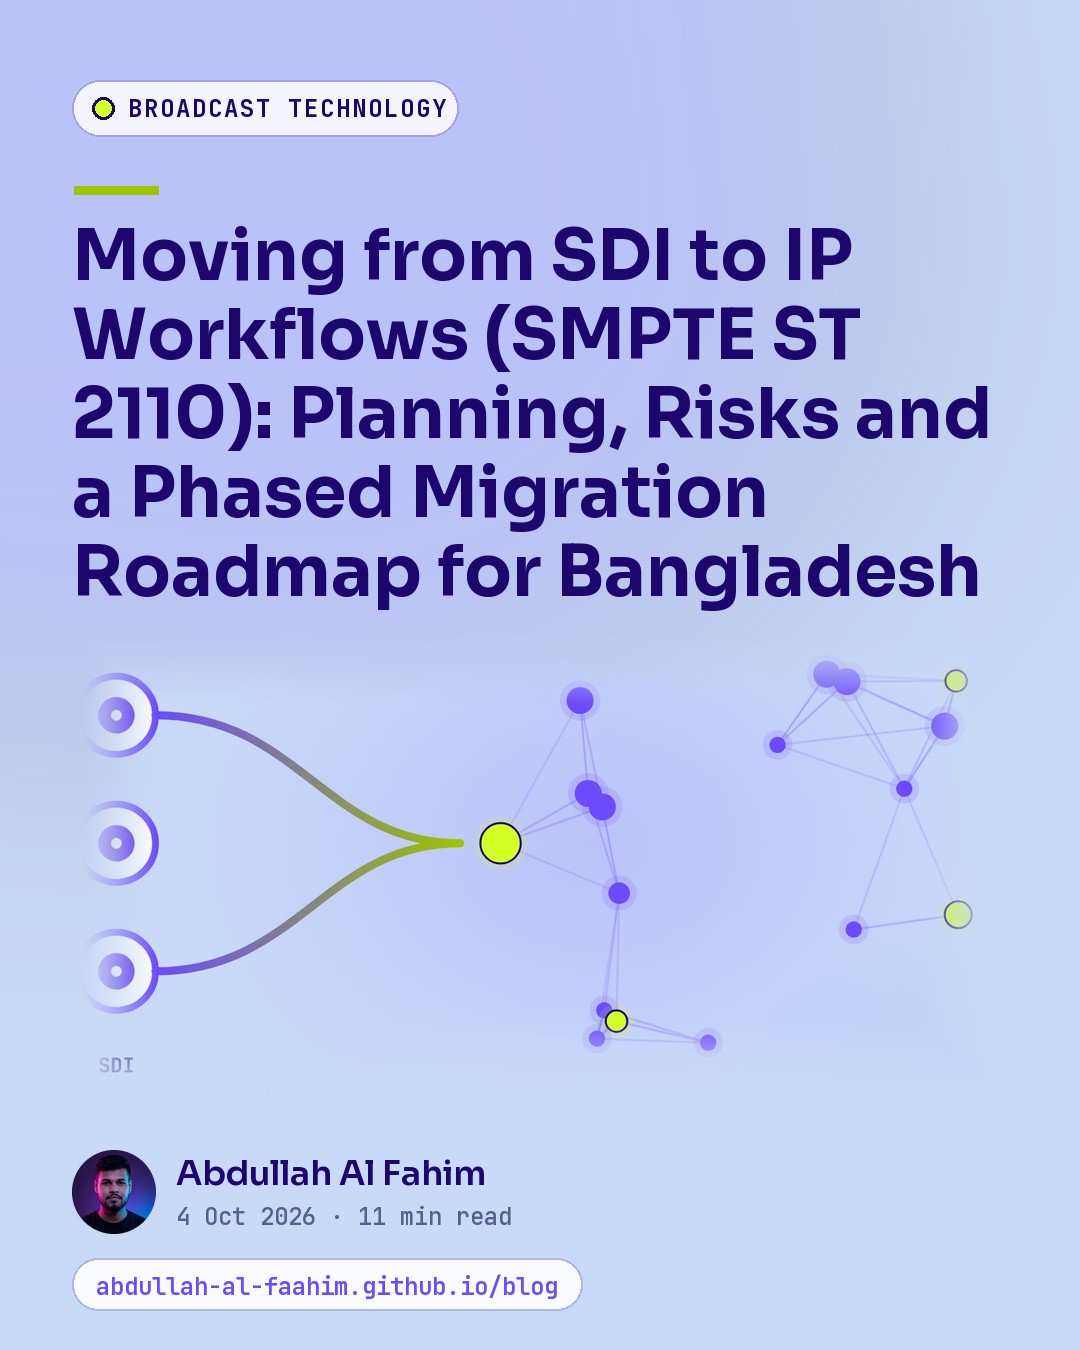 BROADCAST TECHNOLOGY
Moving from SDI to IP
Workflows (SMPTE ST
2110): Planning, Risks and
a Phased Migration
Roadmap for Bangladesh
SDI
Abdullah Al Fahim
4 Oct 2026 · 11 min read
abdullah-al-faahim.github.io/blog